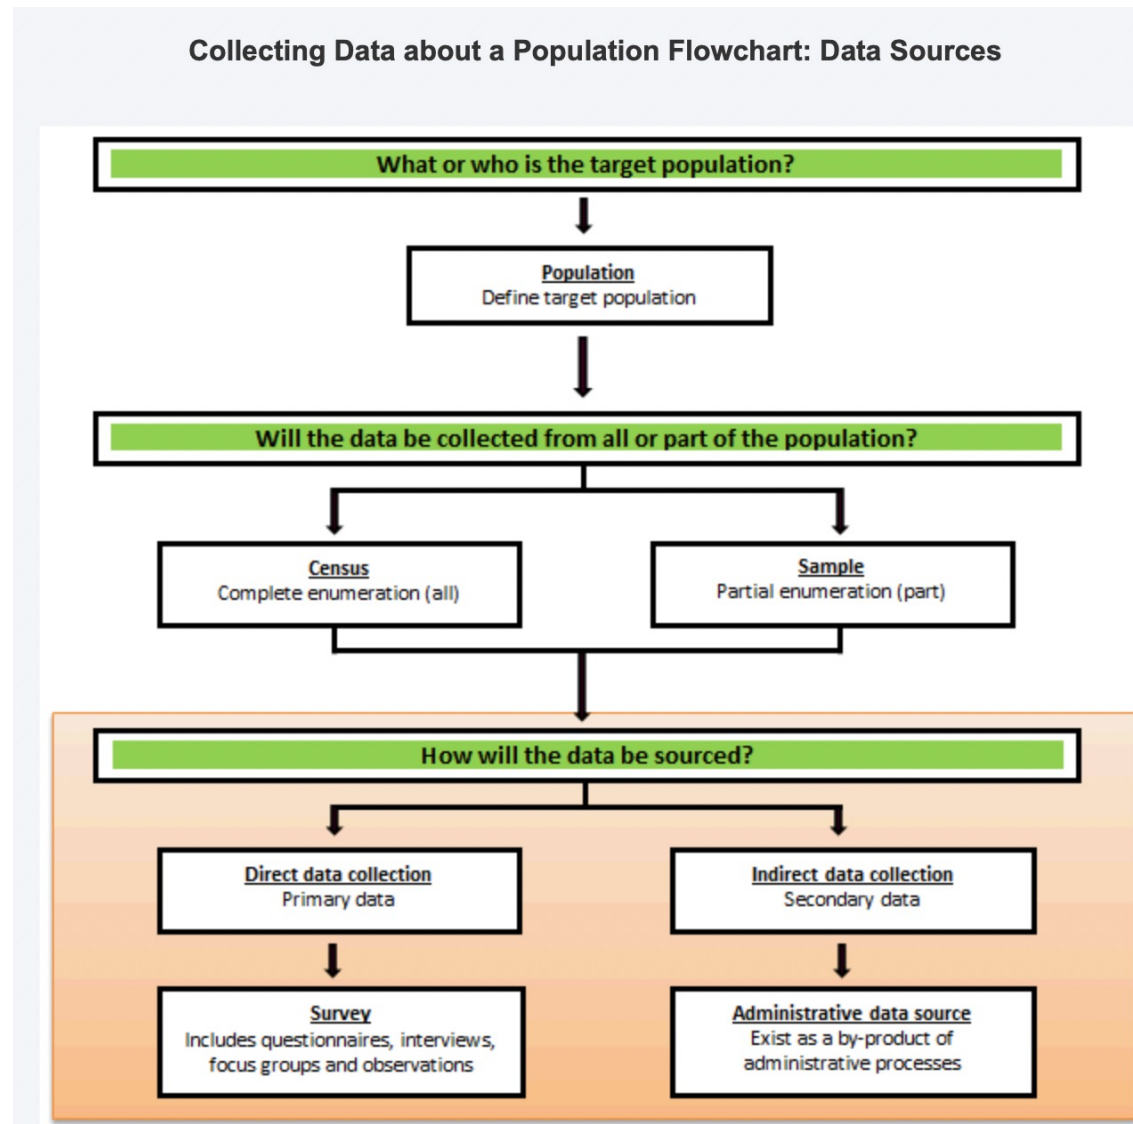 Collecting Data about a Population Flowchart: Data Sources
What or who is the target population?
Population
Define target population
Will the data be collected from all or part of the population?
Census
Complete enumeration (all)
Sample
Partial enumeration (part)
How will the data be sourced?
Direct data collection
Primary data
Indirect data collection
Secondary data
Survey
Includes questionnaires, interviews,
focus groups and observations
Administrative data source
Exist as a by-product of
administrative processes